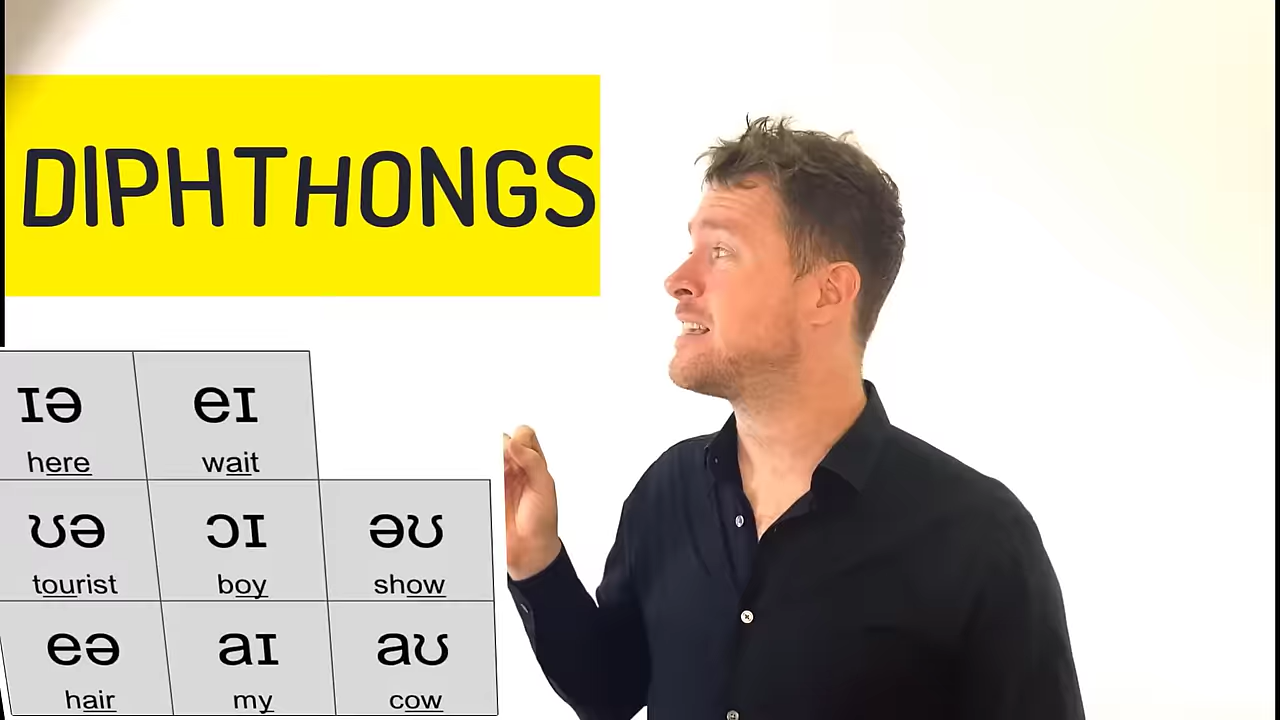 DIPHTHONGS
ɪə eɪ
here wait
ʊə ɔɪ əʊ
tourist boy show
eə aɪ aʊ
hair my cow